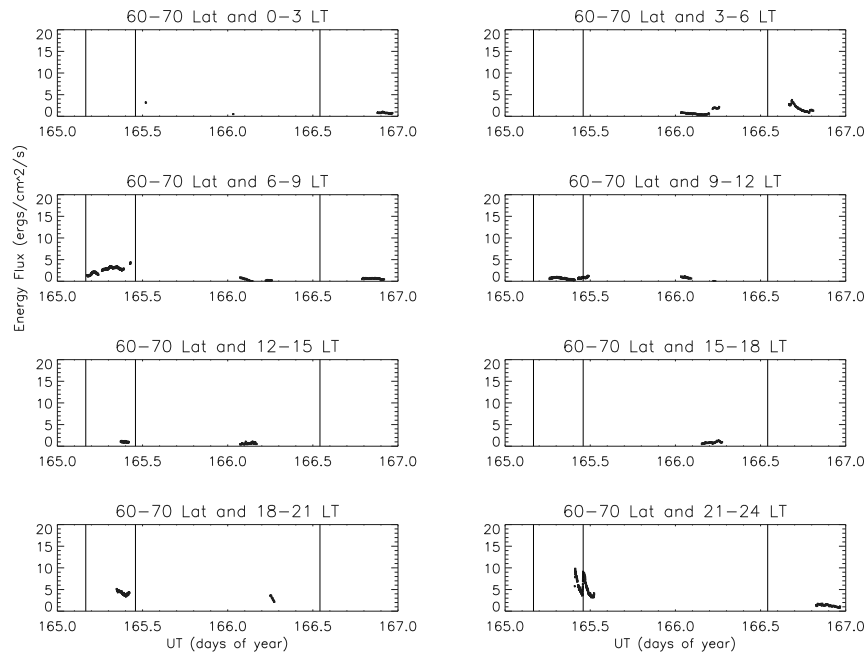 60–70 Lat and 0–3 LT
60–70 Lat and 3–6 LT
20
15
10
5
0
165.0 165.5 166.0 166.5 167.0
20
15
10
5
0
165.0 165.5 166.0 166.5 167.0
60–70 Lat and 6–9 LT
60–70 Lat and 9–12 LT
Energy Flux (ergs/cm^2/s)
20
15
10
5
0
165.0 165.5 166.0 166.5 167.0
20
15
10
5
0
165.0 165.5 166.0 166.5 167.0
60–70 Lat and 12–15 LT
60–70 Lat and 15–18 LT
20
15
10
5
0
165.0 165.5 166.0 166.5 167.0
20
15
10
5
0
165.0 165.5 166.0 166.5 167.0
60–70 Lat and 18–21 LT
60–70 Lat and 21–24 LT
20
15
10
5
0
165.0 165.5 166.0 166.5 167.0
UT (days of year)
20
15
10
5
0
165.0 165.5 166.0 166.5 167.0
UT (days of year)